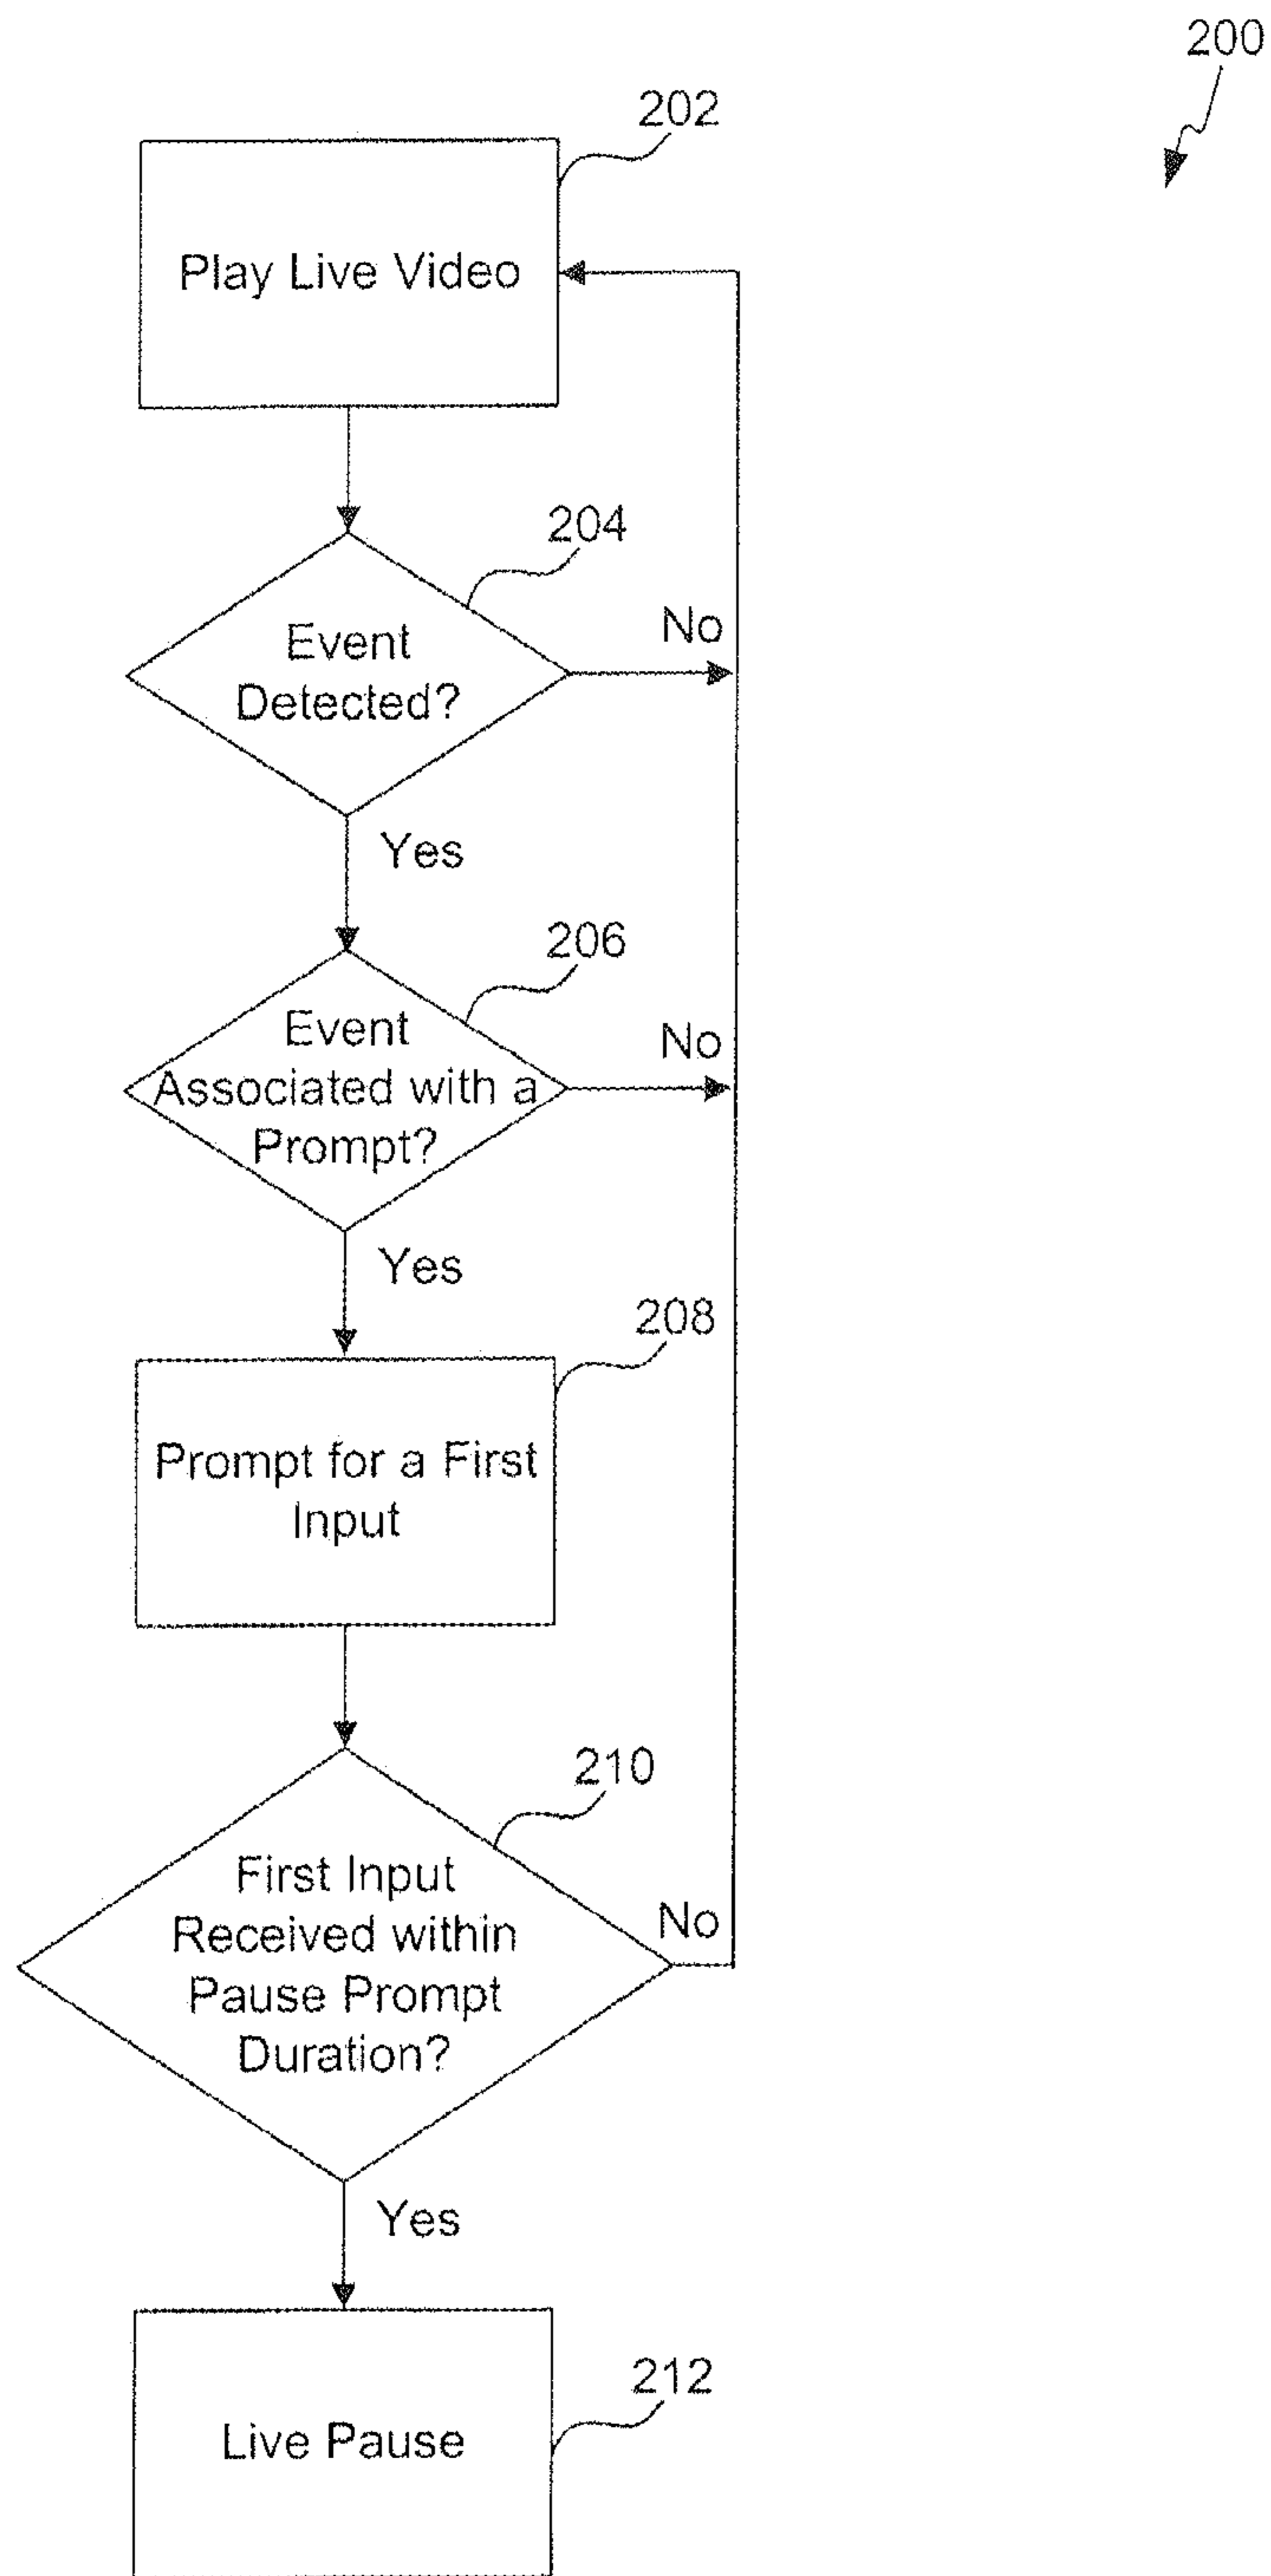 200
202
Play Live Video
204
Event
Detected?
No
Yes
206
Event
Associated with a
Prompt?
No
Yes
208
Prompt for a First
Input
210
First Input
Received within
Pause Prompt
Duration?
No
Yes
212
Live Pause